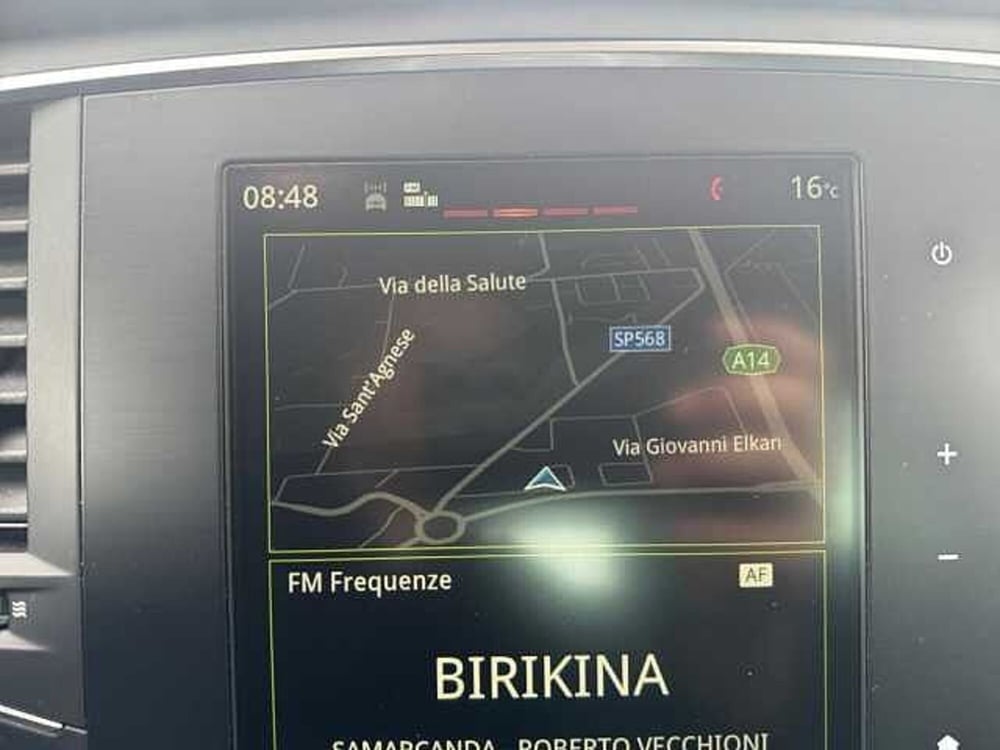 08:48
16°C
Via della Salute
SP568
A14
Via Sant'Agnese
Via Giovanni Elkan
FM Frequenze
AF
BIRIKINA
SAMARCANDA - ROBERTO VECCHIONI